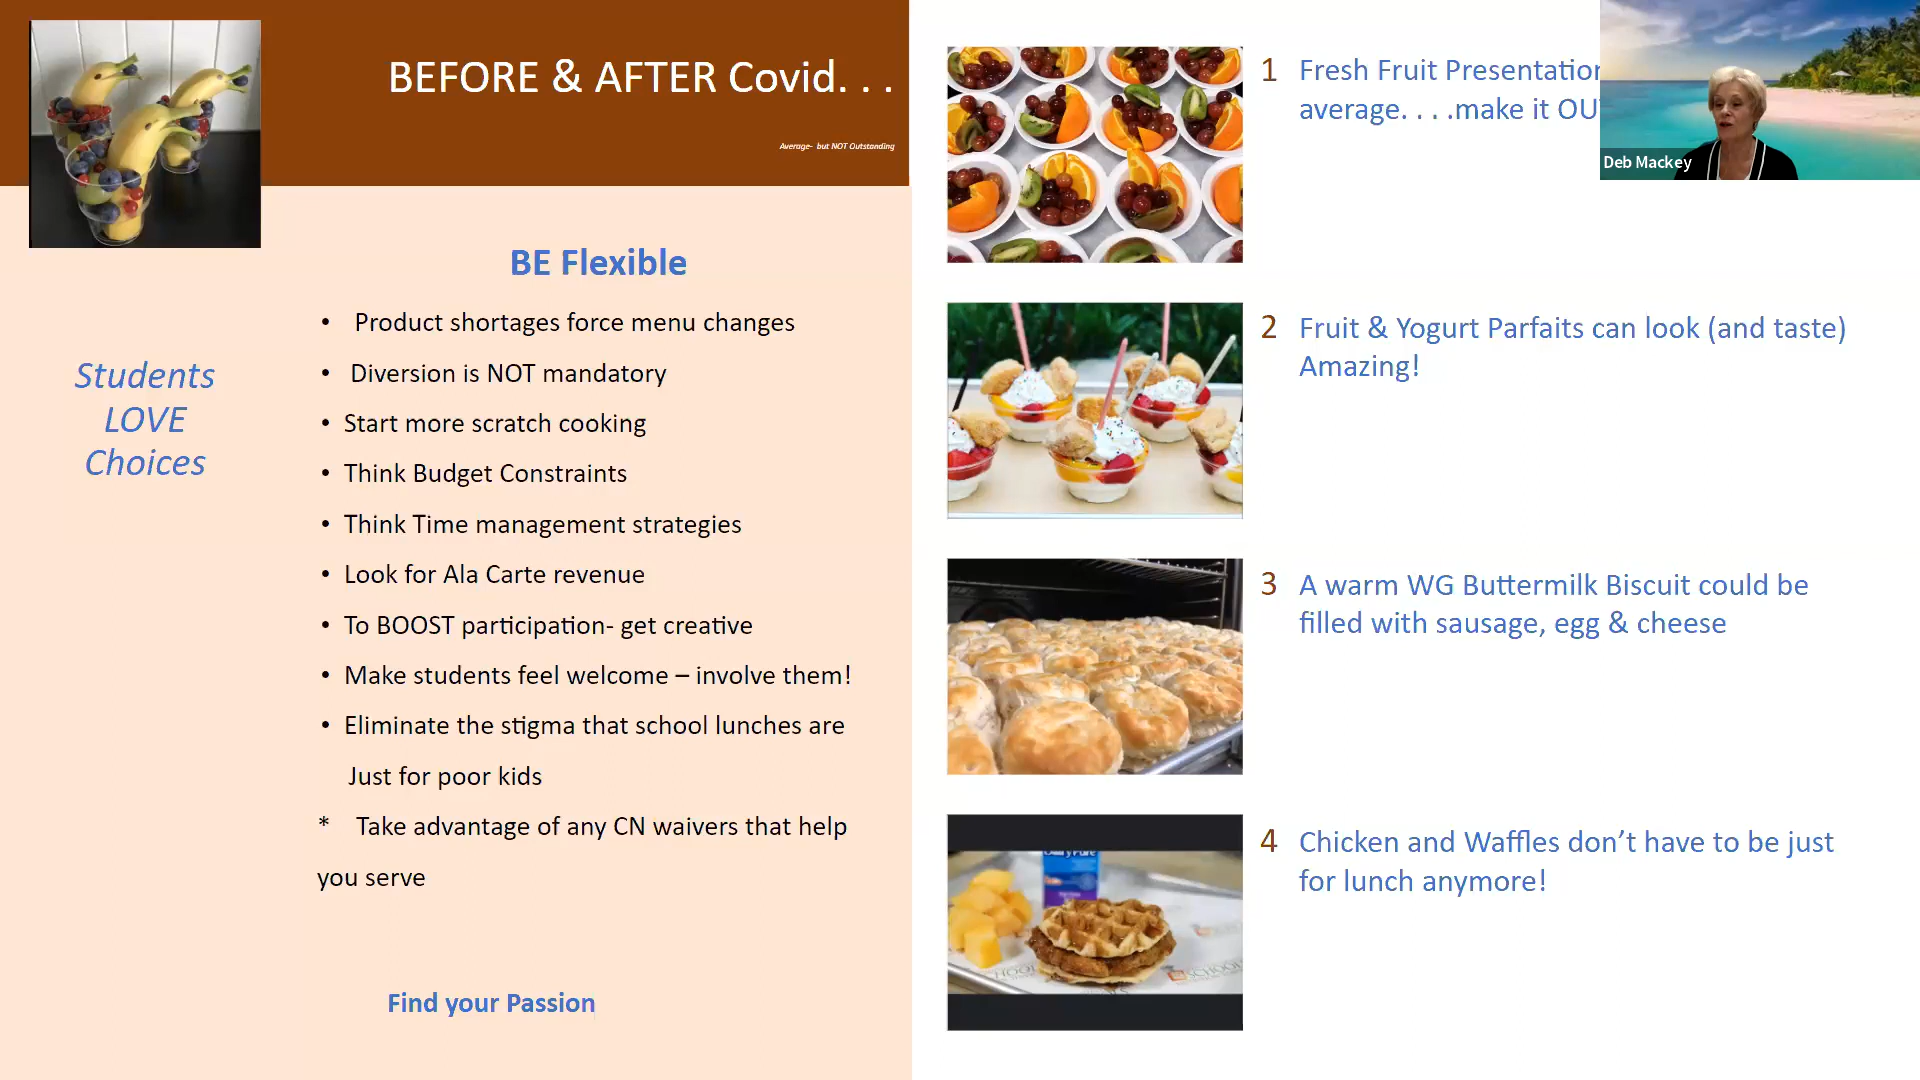 BEFORE & AFTER Covid. . .
Average- but NOT Outstanding
BE Flexible
• Product shortages force menu changes
• Diversion is NOT mandatory
• Start more scratch cooking
• Think Budget Constraints
• Think Time management strategies
• Look for Ala Carte revenue
• To BOOST participation- get creative
• Make students feel welcome – involve them!
• Eliminate the stigma that school lunches are
Just for poor kids
* Take advantage of any CN waivers that help
you serve
Students
LOVE
Choices
Find your Passion
1 Fresh Fruit
average. . . .make it
2 Fruit & Yogurt Parfaits can look (and taste)
Amazing!
3 A warm WG Buttermilk Biscuit could be
filled with sausage, egg & cheese
4 Chicken and Waffles don’t have to be just
for lunch anymore!
Deb Mackey